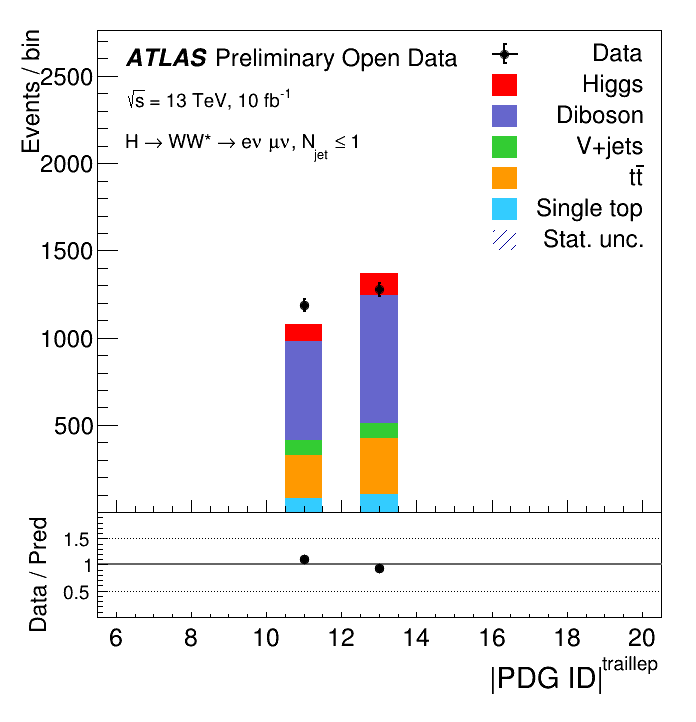 Events / bin
2500
2000
1500
1000
500
ATLAS Preliminary Open Data
√s = 13 TeV, 10 fb⁻¹
H → WW* → eν μν, N_jet ≤ 1
Data
Higgs
Diboson
V+jets
tt̄
Single top
Stat. unc.
Data / Pred
1.5
1
0.5
6 8 10 12 14 16 18 20
|PDG ID|^traillep